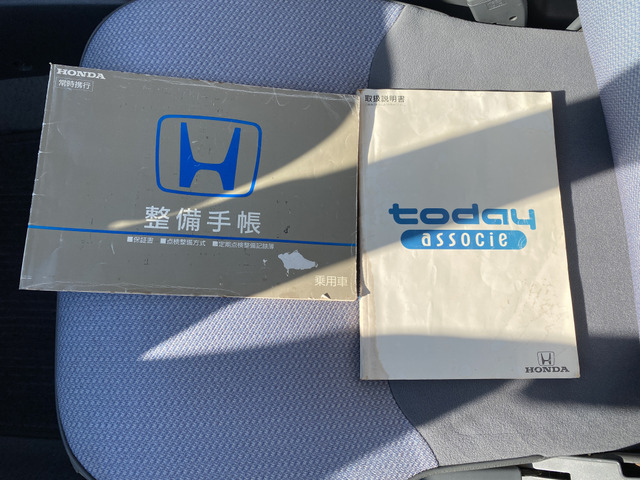 HONDA
常時携行
整備手帳
■保証書 ■点検整備方式 ■定期点検整備記録簿
乗用車
取扱説明書
today
associe
HONDA